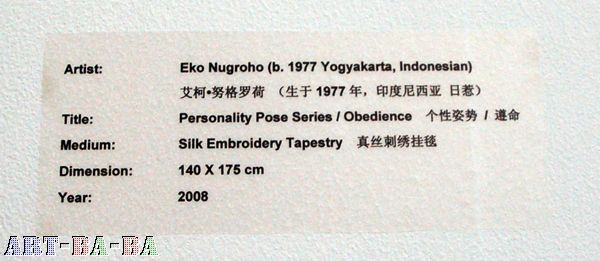 Artist: Eko Nugroho (b. 1977 Yogyakarta, Indonesian)
艾柯•努格罗荷 （生于 1977 年，印度尼西亚 日惹）
Title: Personality Pose Series / Obedience 个性姿势 / 遵命
Medium: Silk Embroidery Tapestry 真丝刺绣挂毯
Dimension: 140 X 175 cm
Year: 2008
ART-BA-BA